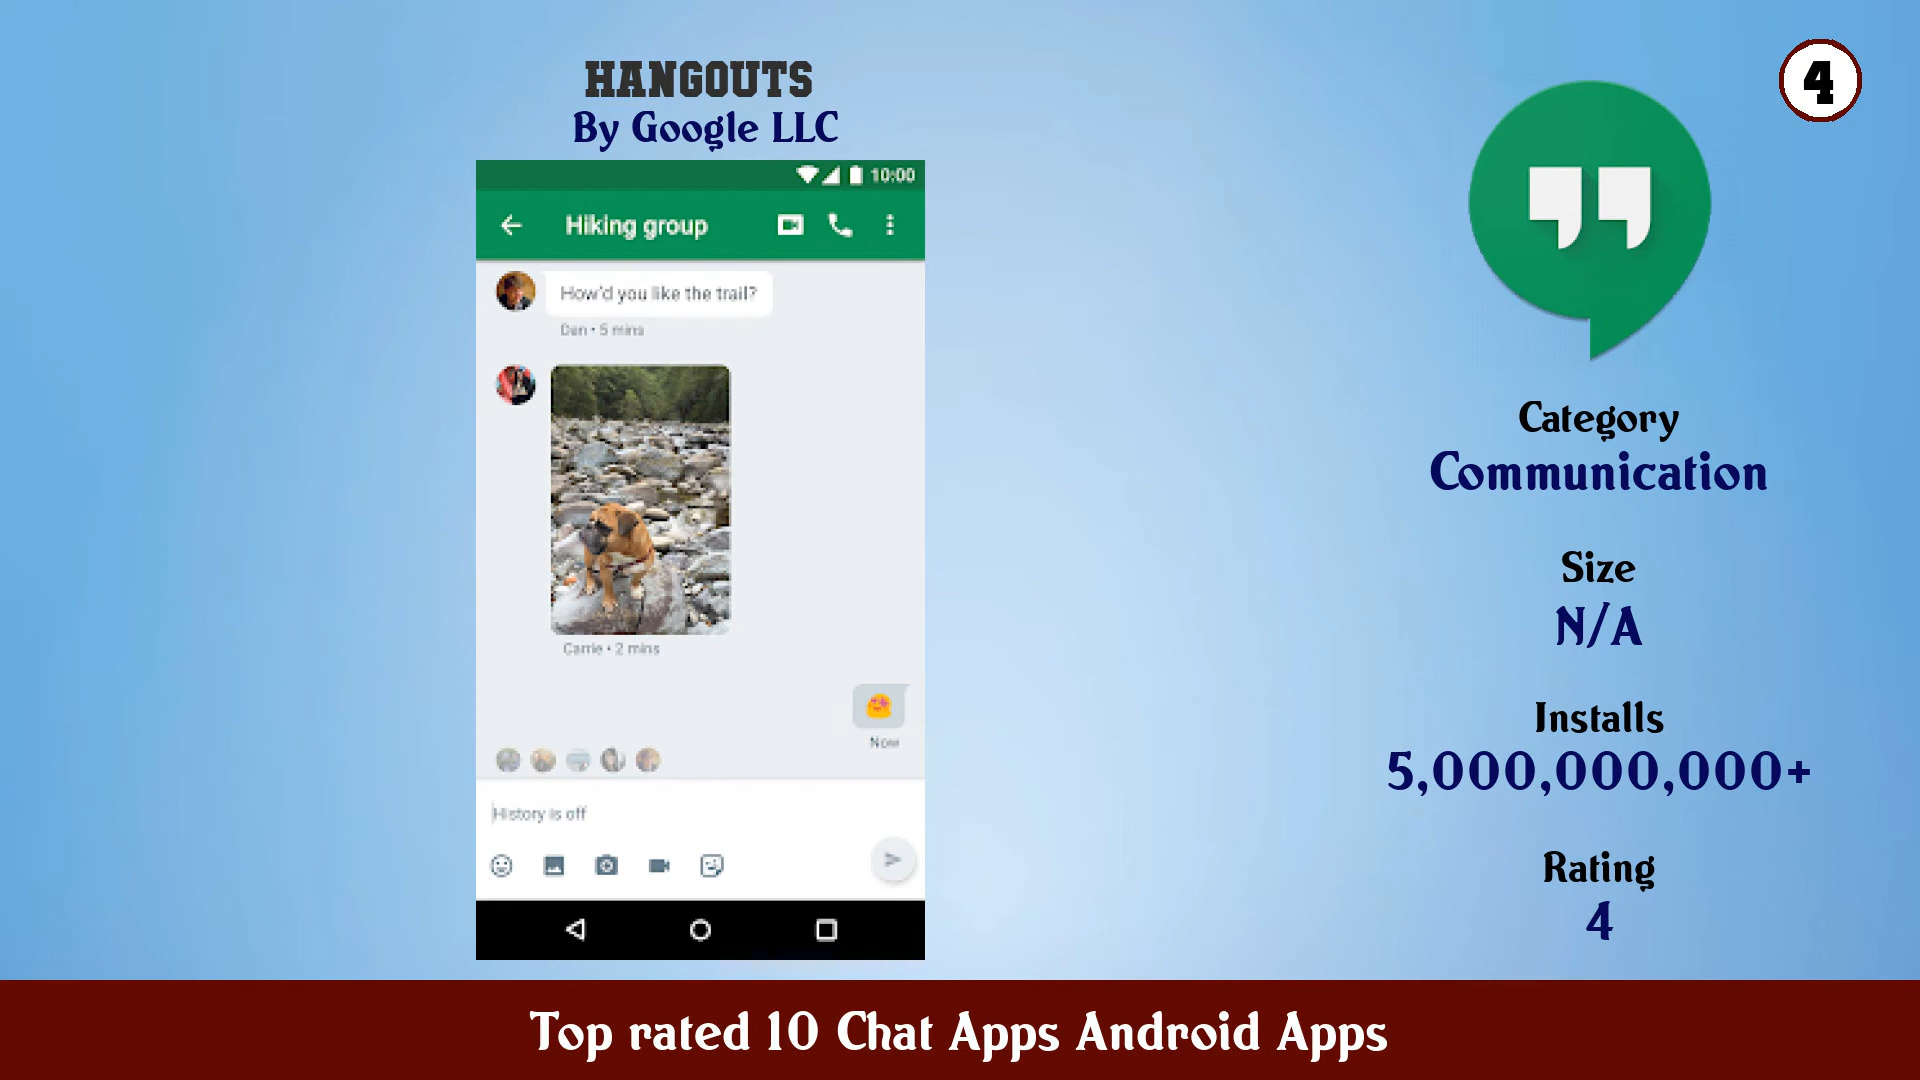 HANGOUTS
By Google LLC
4
10:00
Hiking group
How'd you like the trail?
Dan • 5 mins
Carrie • 2 mins
Now
History is off
Category
Communication
Size
N/A
Installs
5,000,000,000+
Rating
4
Top rated 10 Chat Apps Android Apps